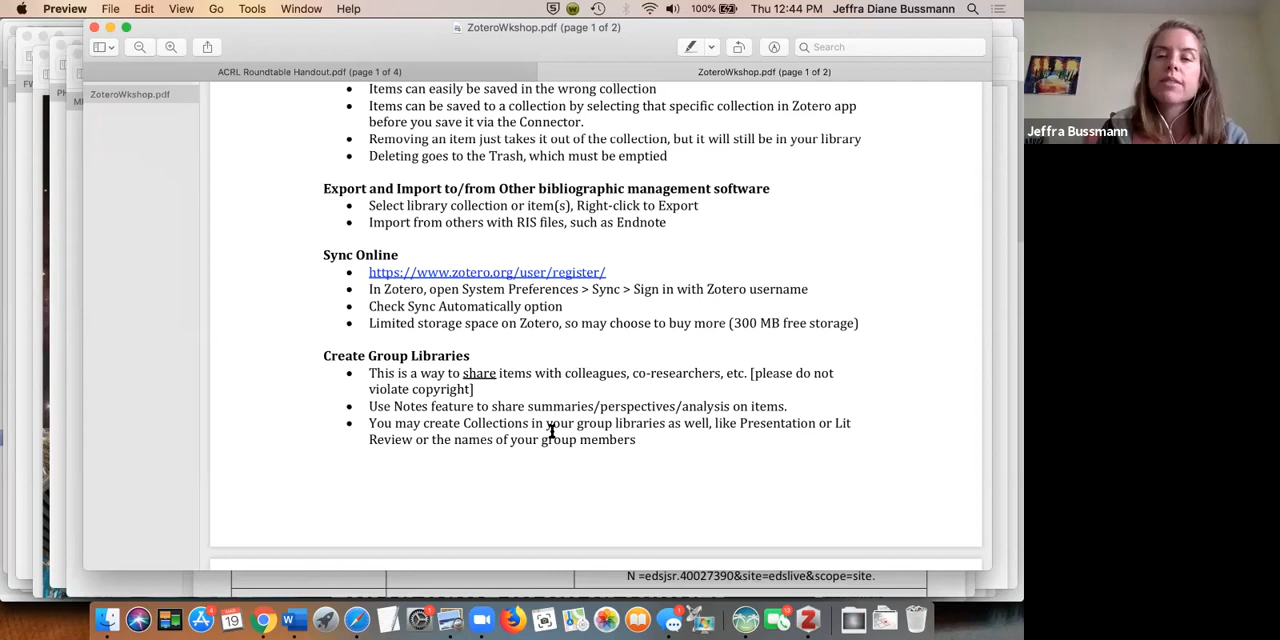 Preview File Edit View Go Tools Window Help 100% Thu 12:44 PM Jeffra Diane Bussmann
ZoteroWkshop.pdf (page 1 of 2)
Search
ACRL Roundtable Handout.pdf (page 1 of 4) ZoteroWkshop.pdf (page 1 of 2)
ZoteroWkshop.pdf
• Items can easily be saved in the wrong collection
• Items can be saved to a collection by selecting that specific collection in Zotero app
before you save it via the Connector.
• Removing an item just takes it out of the collection, but it will still be in your library
• Deleting goes to the Trash, which must be emptied
Export and Import to/from Other bibliographic management software
• Select library collection or item(s), Right-click to Export
• Import from others with RIS files, such as Endnote
Sync Online
• https://www.zotero.org/user/register/
• In Zotero, open System Preferences > Sync > Sign in with Zotero username
• Check Sync Automatically option
• Limited storage space on Zotero, so may choose to buy more (300 MB free storage)
Create Group Libraries
• This is a way to share items with colleagues, co-researchers, etc. [please do not
violate copyright]
• Use Notes feature to share summaries/perspectives/analysis on items.
• You may create Collections in your group libraries as well, like Presentation or Lit
Review or the names of your group members
N =edsjsr.40027390&site=edslive&scope=site.
Jeffra Bussmann
MAR
19